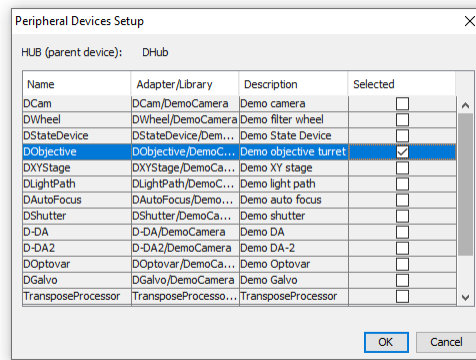 Peripheral Devices Setup
HUB (parent device): DHub
Name Adapter/Library Description Selected
DCam DCam/DemoCamera Demo camera
DWheel DWheel/DemoCamera Demo filter wheel
DStateDevice DStateDevice/Dem... Demo State Device
DObjective DObjective/DemoC... Demo objective turret
DXYStage DXYStage/DemoCa... Demo XY stage
DLightPath DLightPath/DemoC... Demo light path
DAutoFocus DAutoFocus/Demo... Demo auto focus
DShutter DShutter/DemoCa... Demo shutter
D-DA D-DA/DemoCamera Demo DA
D-DA2 D-DA2/DemoCamera Demo DA-2
DOptovar DOptovar/DemoCa... Demo Optovar
DGalvo DGalvo/DemoCamera Demo Galvo
TransposeProcessor TransposeProcesso... TransposeProcessor
OK Cancel